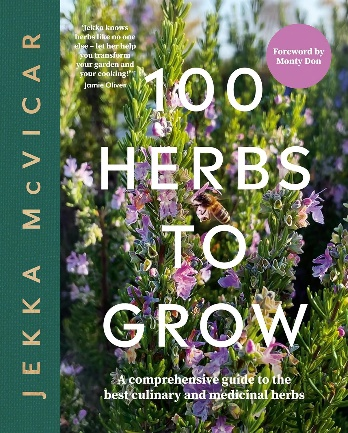 JEKKA McVICAR
"Jekka knows
herbs like no one
else – let her help
you transform
your garden and
your cooking!"
Jamie Oliver
Foreword by
Monty Don
100
HERBS
TO
GROW
A comprehensive guide to the
best culinary and medicinal herbs